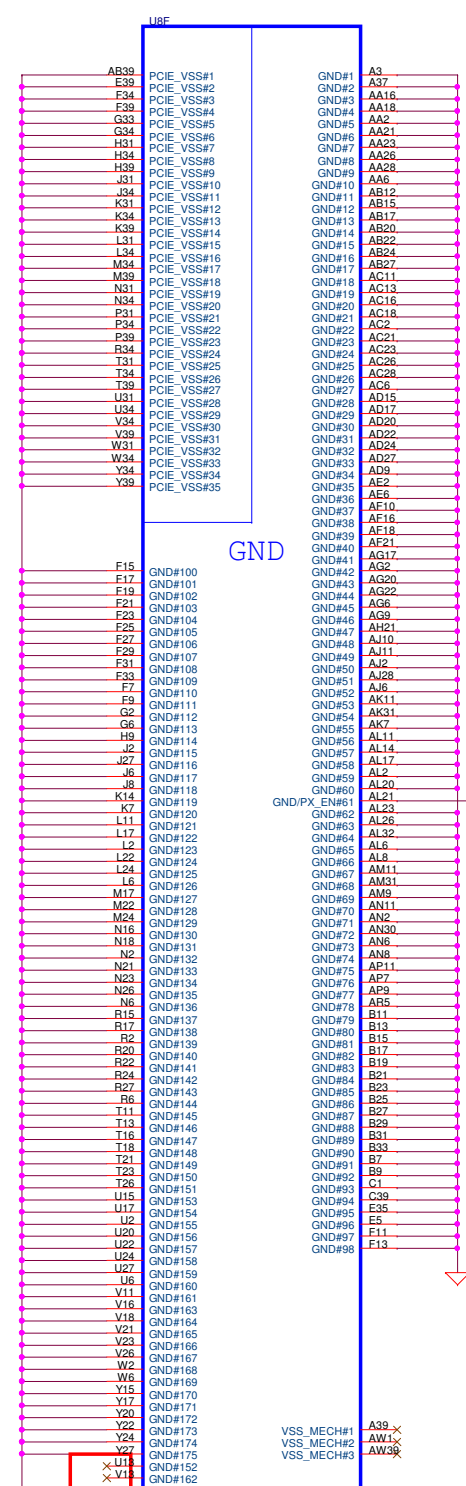 U8F
AB39 PCIE_VSS#1
E39 PCIE_VSS#2
F34 PCIE_VSS#3
F39 PCIE_VSS#4
G33 PCIE_VSS#5
G34 PCIE_VSS#6
H31 PCIE_VSS#7
H34 PCIE_VSS#8
H39 PCIE_VSS#9
J31 PCIE_VSS#10
J34 PCIE_VSS#11
K31 PCIE_VSS#12
K34 PCIE_VSS#13
K39 PCIE_VSS#14
L31 PCIE_VSS#15
L34 PCIE_VSS#16
M34 PCIE_VSS#17
M39 PCIE_VSS#18
N31 PCIE_VSS#19
N34 PCIE_VSS#20
P31 PCIE_VSS#21
P34 PCIE_VSS#22
P39 PCIE_VSS#23
R34 PCIE_VSS#24
T31 PCIE_VSS#25
T34 PCIE_VSS#26
T39 PCIE_VSS#27
U31 PCIE_VSS#28
U34 PCIE_VSS#29
V34 PCIE_VSS#30
V39 PCIE_VSS#31
W31 PCIE_VSS#32
W34 PCIE_VSS#33
Y34 PCIE_VSS#34
Y39 PCIE_VSS#35
GND
F15 GND#100
F17 GND#101
F19 GND#102
F21 GND#103
F23 GND#104
F25 GND#105
F27 GND#106
F29 GND#107
F31 GND#108
F33 GND#109
F7 GND#110
F9 GND#111
G2 GND#112
G6 GND#113
H9 GND#114
J2 GND#115
J27 GND#116
J6 GND#117
J8 GND#118
K14 GND#119
K7 GND#120
L11 GND#121
L17 GND#122
L2 GND#123
L22 GND#124
L24 GND#125
L6 GND#126
M17 GND#127
M22 GND#128
M24 GND#129
N16 GND#130
N18 GND#131
N2 GND#132
N21 GND#133
N23 GND#134
N26 GND#135
N6 GND#136
R15 GND#137
R17 GND#138
R2 GND#139
R20 GND#140
R22 GND#141
R24 GND#142
R27 GND#143
R6 GND#144
T11 GND#145
T13 GND#146
T16 GND#147
T18 GND#148
T21 GND#149
T23 GND#150
T26 GND#151
U15 GND#153
U17 GND#154
U2 GND#155
U20 GND#156
U22 GND#157
U24 GND#158
U27 GND#159
U6 GND#160
V11 GND#161
V16 GND#163
V18 GND#164
V21 GND#165
V23 GND#166
V26 GND#167
W2 GND#168
W6 GND#169
Y15 GND#170
Y17 GND#171
Y20 GND#172
Y22 GND#173
Y24 GND#174
Y27 GND#175
U13 GND#152
V13 GND#162
GND#1 A3
GND#2 A37
GND#3 AA16
GND#4 AA18
GND#5 AA2
GND#6 AA21
GND#7 AA23
GND#8 AA26
GND#9 AA28
GND#10 AA6
GND#11 AB12
GND#12 AB15
GND#13 AB17
GND#14 AB20
GND#15 AB22
GND#16 AB24
GND#17 AB27
GND#18 AC11
GND#19 AC13
GND#20 AC16
GND#21 AC18
GND#22 AC2
GND#23 AC21
GND#24 AC23
GND#25 AC26
GND#26 AC28
GND#27 AC6
GND#28 AD15
GND#29 AD17
GND#30 AD20
GND#31 AD22
GND#32 AD24
GND#33 AD27
GND#34 AD9
GND#35 AE2
GND#36 AE6
GND#37 AF10
GND#38 AF16
GND#39 AF18
GND#40 AF21
GND#41 AG17
GND#42 AG2
GND#43 AG20
GND#44 AG22
GND#45 AG6
GND#46 AG9
GND#47 AH21
GND#48 AJ10
GND#49 AJ11
GND#50 AJ2
GND#51 AJ28
GND#52 AJ6
GND#53 AK11
GND#54 AK31
GND#55 AK7
GND#56 AL11
GND#57 AL14
GND#58 AL17
GND#59 AL2
GND#60 AL20
GND/PX_EN#61 AL21
GND#62 AL23
GND#63 AL26
GND#64 AL32
GND#65 AL6
GND#66 AL8
GND#67 AM11
GND#68 AM31
GND#69 AM9
GND#70 AN11
GND#71 AN2
GND#72 AN30
GND#73 AN6
GND#74 AN8
GND#75 AP11
GND#76 AP7
GND#77 AP9
GND#78 AR5
GND#79 B11
GND#80 B13
GND#81 B15
GND#82 B17
GND#83 B19
GND#84 B21
GND#85 B23
GND#86 B25
GND#87 B27
GND#88 B29
GND#89 B31
GND#90 B33
GND#91 B7
GND#92 B9
GND#93 C1
GND#94 C39
GND#95 E35
GND#96 E5
GND#97 F11
GND#98 F13
VSS_MECH#1 A39
VSS_MECH#2 AW1
VSS_MECH#3 AW39